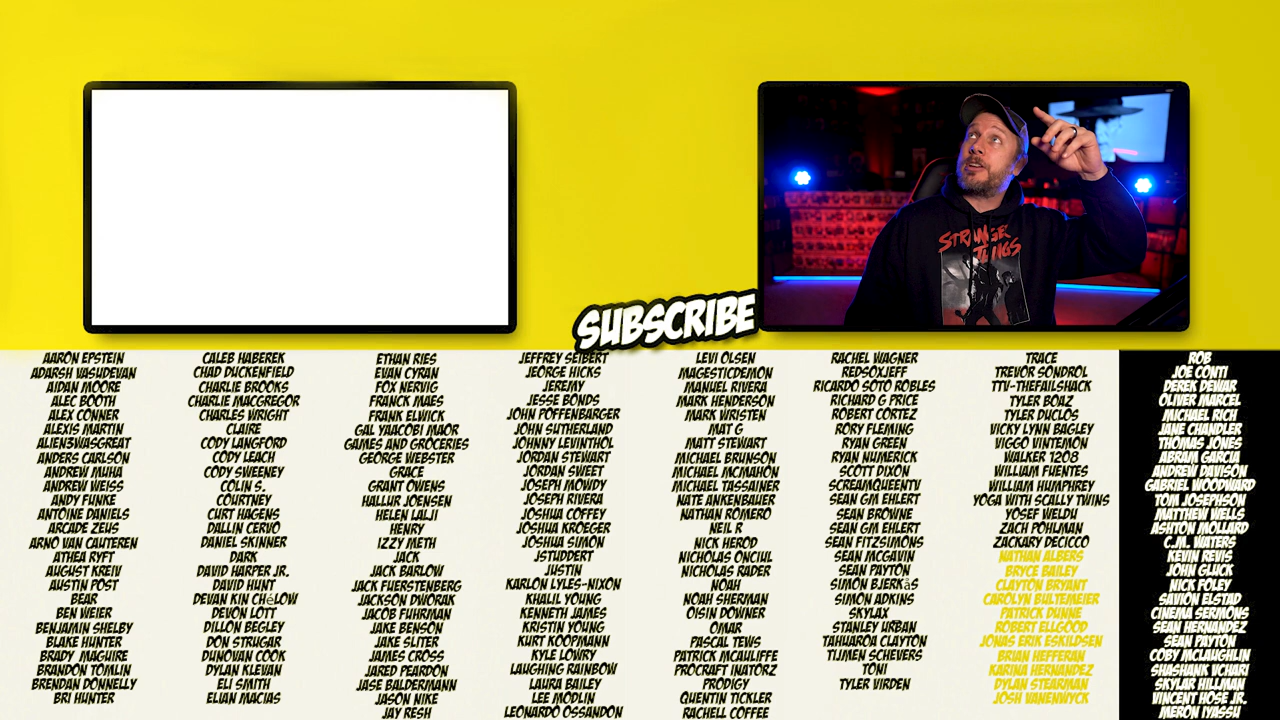 STRANGER
THINGS
SUBSCRIBE
AARON EPSTEIN
ADARSH VASUDEVAN
AIDAN MOORE
ALEC BOOTH
ALEX CONNER
ALEXIS MARTIN
ALIEN3WASGREAT
ANDERS CARLSON
ANDREW MUHA
ANDREW WEISS
ANDY FUNKE
ANTOINE DANIELS
ARCADE ZEUS
ARNO VAN CAUTEREN
ATHEA RYFT
AUGUST KREIV
AUSTIN POST
BEAR
BEN WEIER
BENJAMIN SHELBY
BLAKE HUNTER
BRADY MAGUIRE
BRANDON TOMLIN
BRENDAN DONNELLY
BRI HUNTER
CALEB HABEREK
CHAD DUCKENFIELD
CHARLIE BROOKS
CHARLIE MACGREGOR
CHARLES WRIGHT
CLAIRE
CODY LANGFORD
CODY LEACH
CODY SWEENEY
COLIN S.
COURTNEY
CURT HAGENS
DALLIN CERVO
DANIEL SKINNER
DARK
DAVID HARPER JR.
DAVID HUNT
DEVAN KIN CHéLOW
DEVON LOTT
DILLON BEGLEY
DON STRUGAR
DUNOVAN COOK
DYLAN KLEVAN
ELI SMITH
ELIAN MACIAS
ETHAN RIES
EVAN CYRAN
FOX NERVIG
FRANCK MAES
FRANK ELWICK
GAL YAACOBI MAOR
GAMES AND GROCERIES
GEORGE WEBSTER
GRACE
GRANT OWENS
HALLUR JOENSEN
HELEN LALJI
HENRY
IZZY METH
JACK
JACK BARLOW
JACK FUERSTENBERG
JACKSON DWORAK
JACOB FUHRMAN
JAKE BENSON
JAKE SLITER
JAMES CROSS
JARED PEARDON
JASE BALDERMANN
JASON NIKE
JAY RESH
JEFFREY SEIBERT
JEORGE HICKS
JEREMY
JESSE BONDS
JOHN POFFENBARGER
JOHN SUTHERLAND
JOHNNY LEVINTHOL
JORDAN STEWART
JORDAN SWEET
JOSEPH MOWDY
JOSEPH RIVERA
JOSHUA COFFEY
JOSHUA KROEGER
JOSHUA SIMON
JSTUDDERT
JUSTIN
KARLON LYLES-NIXON
KHALIL YOUNG
KENNETH JAMES
KRISTIN YOUNG
KURT KOOPMANN
KYLE LOWRY
LAUGHING RAINBOW
LAURA BAILEY
LEE MODLIN
LEONARDO OSSANDON
LEVI OLSEN
MAGESTICDEMON
MANUEL RIVERA
MARK HENDERSON
MARK WRISTEN
MAT G
MATT STEWART
MICHAEL BRUNSON
MICHAEL MCMAHON
MICHAEL TASSAINER
NATE ANKENBAUER
NATHAN ROMERO
NEIL R
NICK HEROD
NICHOLAS ONCIUL
NICHOLAS RADER
NOAH
NOAH SHERMAN
OISIN DOWNER
OMAR
PASCAL TEWS
PATRICK MCAULIFFE
PROCRAFT INATORZ
PRODIGY
QUENTIN TICKLER
RACHELL COFFEE
RACHEL WAGNER
REDSOXJEFF
RICARDO SOTO ROBLES
RICHARD G PRICE
ROBERT CORTEZ
RORY FLEMING
RYAN GREEN
RYAN NUMERICK
SCOTT DIXON
SCREAMQUEENTV
SEAN GM EHLERT
SEAN BROWNE
SEAN GM EHLERT
SEAN FITZSIMONS
SEAN MCGAVIN
SEAN PAYTON
SIMON BJERKåS
SIMON ADKINS
SKYLAX
STANLEY URBAN
TAHUAROA CLAYTON
TIJMEN SCHEVERS
TONI
TYLER VIRDEN
TRACE
TREVOR SONDROL
TTV-THEFAILSHACK
TYLER BOAZ
TYLER DUCLOS
VICKY LYNN BAGLEY
VIGGO VINTEMON
WALKER 1208
WILLIAM FUENTES
WILLIAM HUMPHREY
YOGA WITH SCALLY TWINS
YOSEF WELDU
ZACH POHLMAN
ZACKARY DECICCO
NATHAN ALBERS
BRYCE BAILEY
CLAYTON BRYANT
CAROLYN BULTEMEIER
PATRICK DUNNE
ROBERT ELLGOOD
JONAS ERIK ESKILDSEN
BRIAN HEFFERAN
KARINA HERNANDEZ
DYLAN STEARMAN
JOSH VANENWYCK
ROB
JOE CONTI
DEREK DEWAR
OLIVER MARCEL
MICHAEL RICH
JANE CHANDLER
THOMAS JONES
ABRAM GARCIA
ANDREW DAVISON
GABRIEL WOODWARD
TOM JOSEPHSON
MATTHEW WELLS
ASHTON MOLLARD
C.M. WATERS
KEVIN REVIS
JOHN GLUCK
NICK FOLEY
SAVION ELSTAD
CINEMA SERMONS
SEAN HERNANDEZ
SEAN PAYTON
COBY MCLAUGHLIN
SHASHANK VCHARI
SKYLAR HILLMAN
VINCENT HOSE JR.
MERON IYASSU